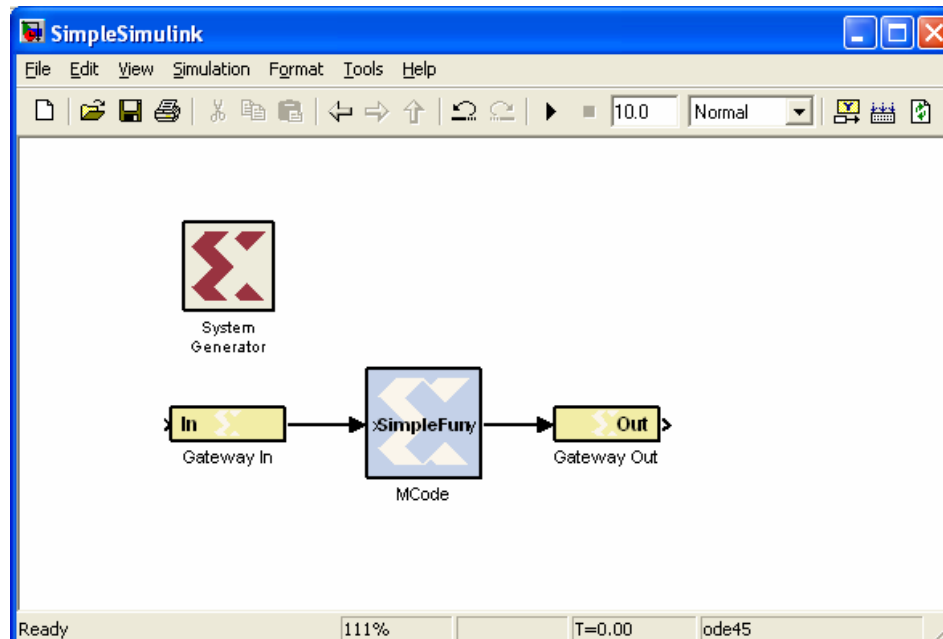 SimpleSimulink
File Edit View Simulation Format Tools Help
10.0 Normal
System
Generator
In
xSimpleFuny
Out
Gateway In
Gateway Out
MCode
Ready 111% T=0.00 ode45